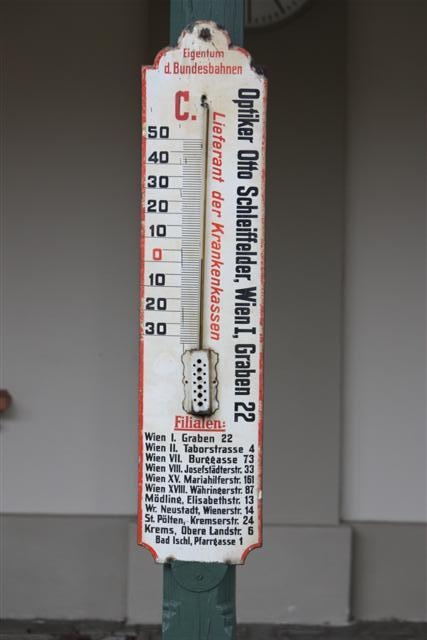 Eigentum
d. Bundesbahnen
C.
50
40
30
20
10
0
10
20
30
Lieferant der Krankenkassen
Optiker Otto Schleiffelder, Wien I, Graben 22
Filialen:
Wien I. Graben 22
Wien II. Taborstrasse 4
Wien VII. Burggasse 73
Wien VIII. Josefstädterstr. 33
Wien XV. Mariahilferstr. 161
Wien XVIII. Währingerstr. 87
Mödling, Elisabethstr. 13
Wr. Neustadt, Wienerstr. 14
St. Pölten, Kremserstr. 24
Krems, Obere Landstr. 6
Bad Ischl, Pfarrgasse 1